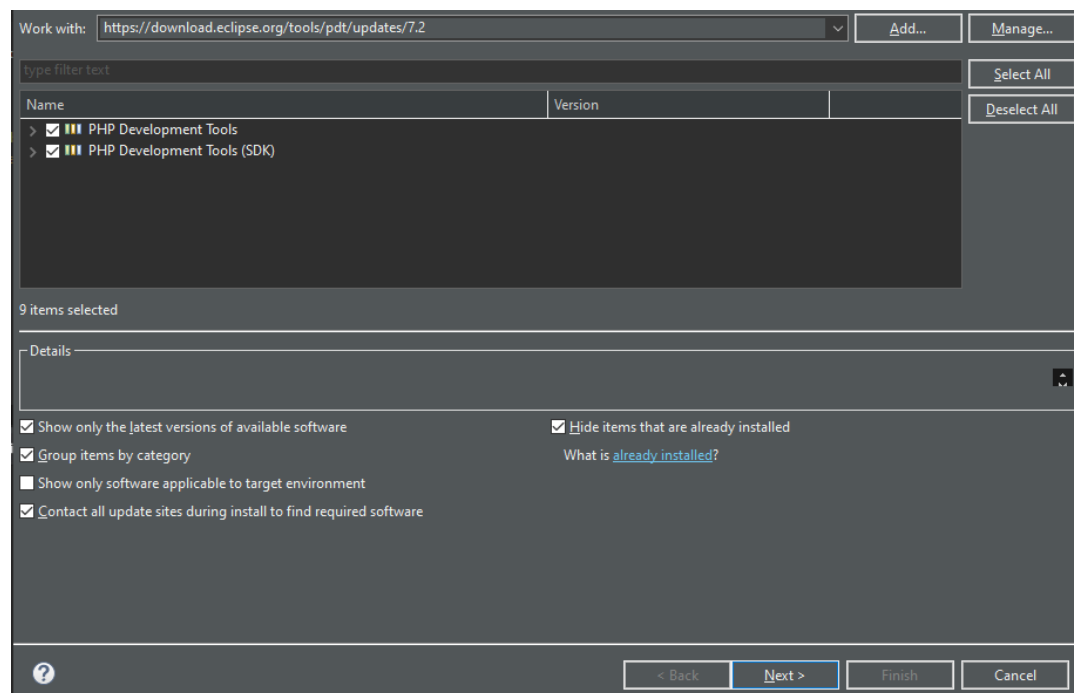 Work with: https://download.eclipse.org/tools/pdt/updates/7.2 Add... Manage...
type filter text Select All
Name Version Deselect All
PHP Development Tools
PHP Development Tools (SDK)
9 items selected
Details
Show only the latest versions of available software Hide items that are already installed
Group items by category What is already installed?
Show only software applicable to target environment
Contact all update sites during install to find required software
? < Back Next > Finish Cancel